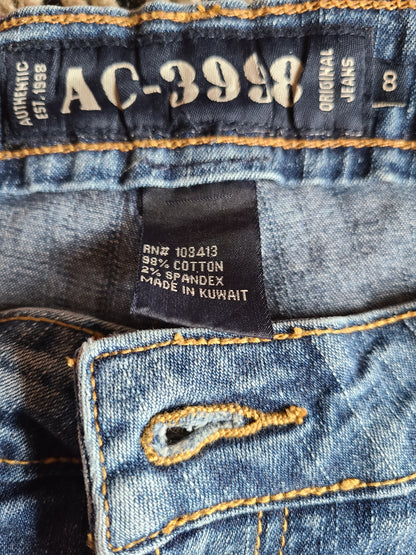 AUTHENTIC
EST. 1998
AC-3998
ORIGINAL
JEANS
8
RN# 103413
98% COTTON
2% SPANDEX
MADE IN KUWAIT